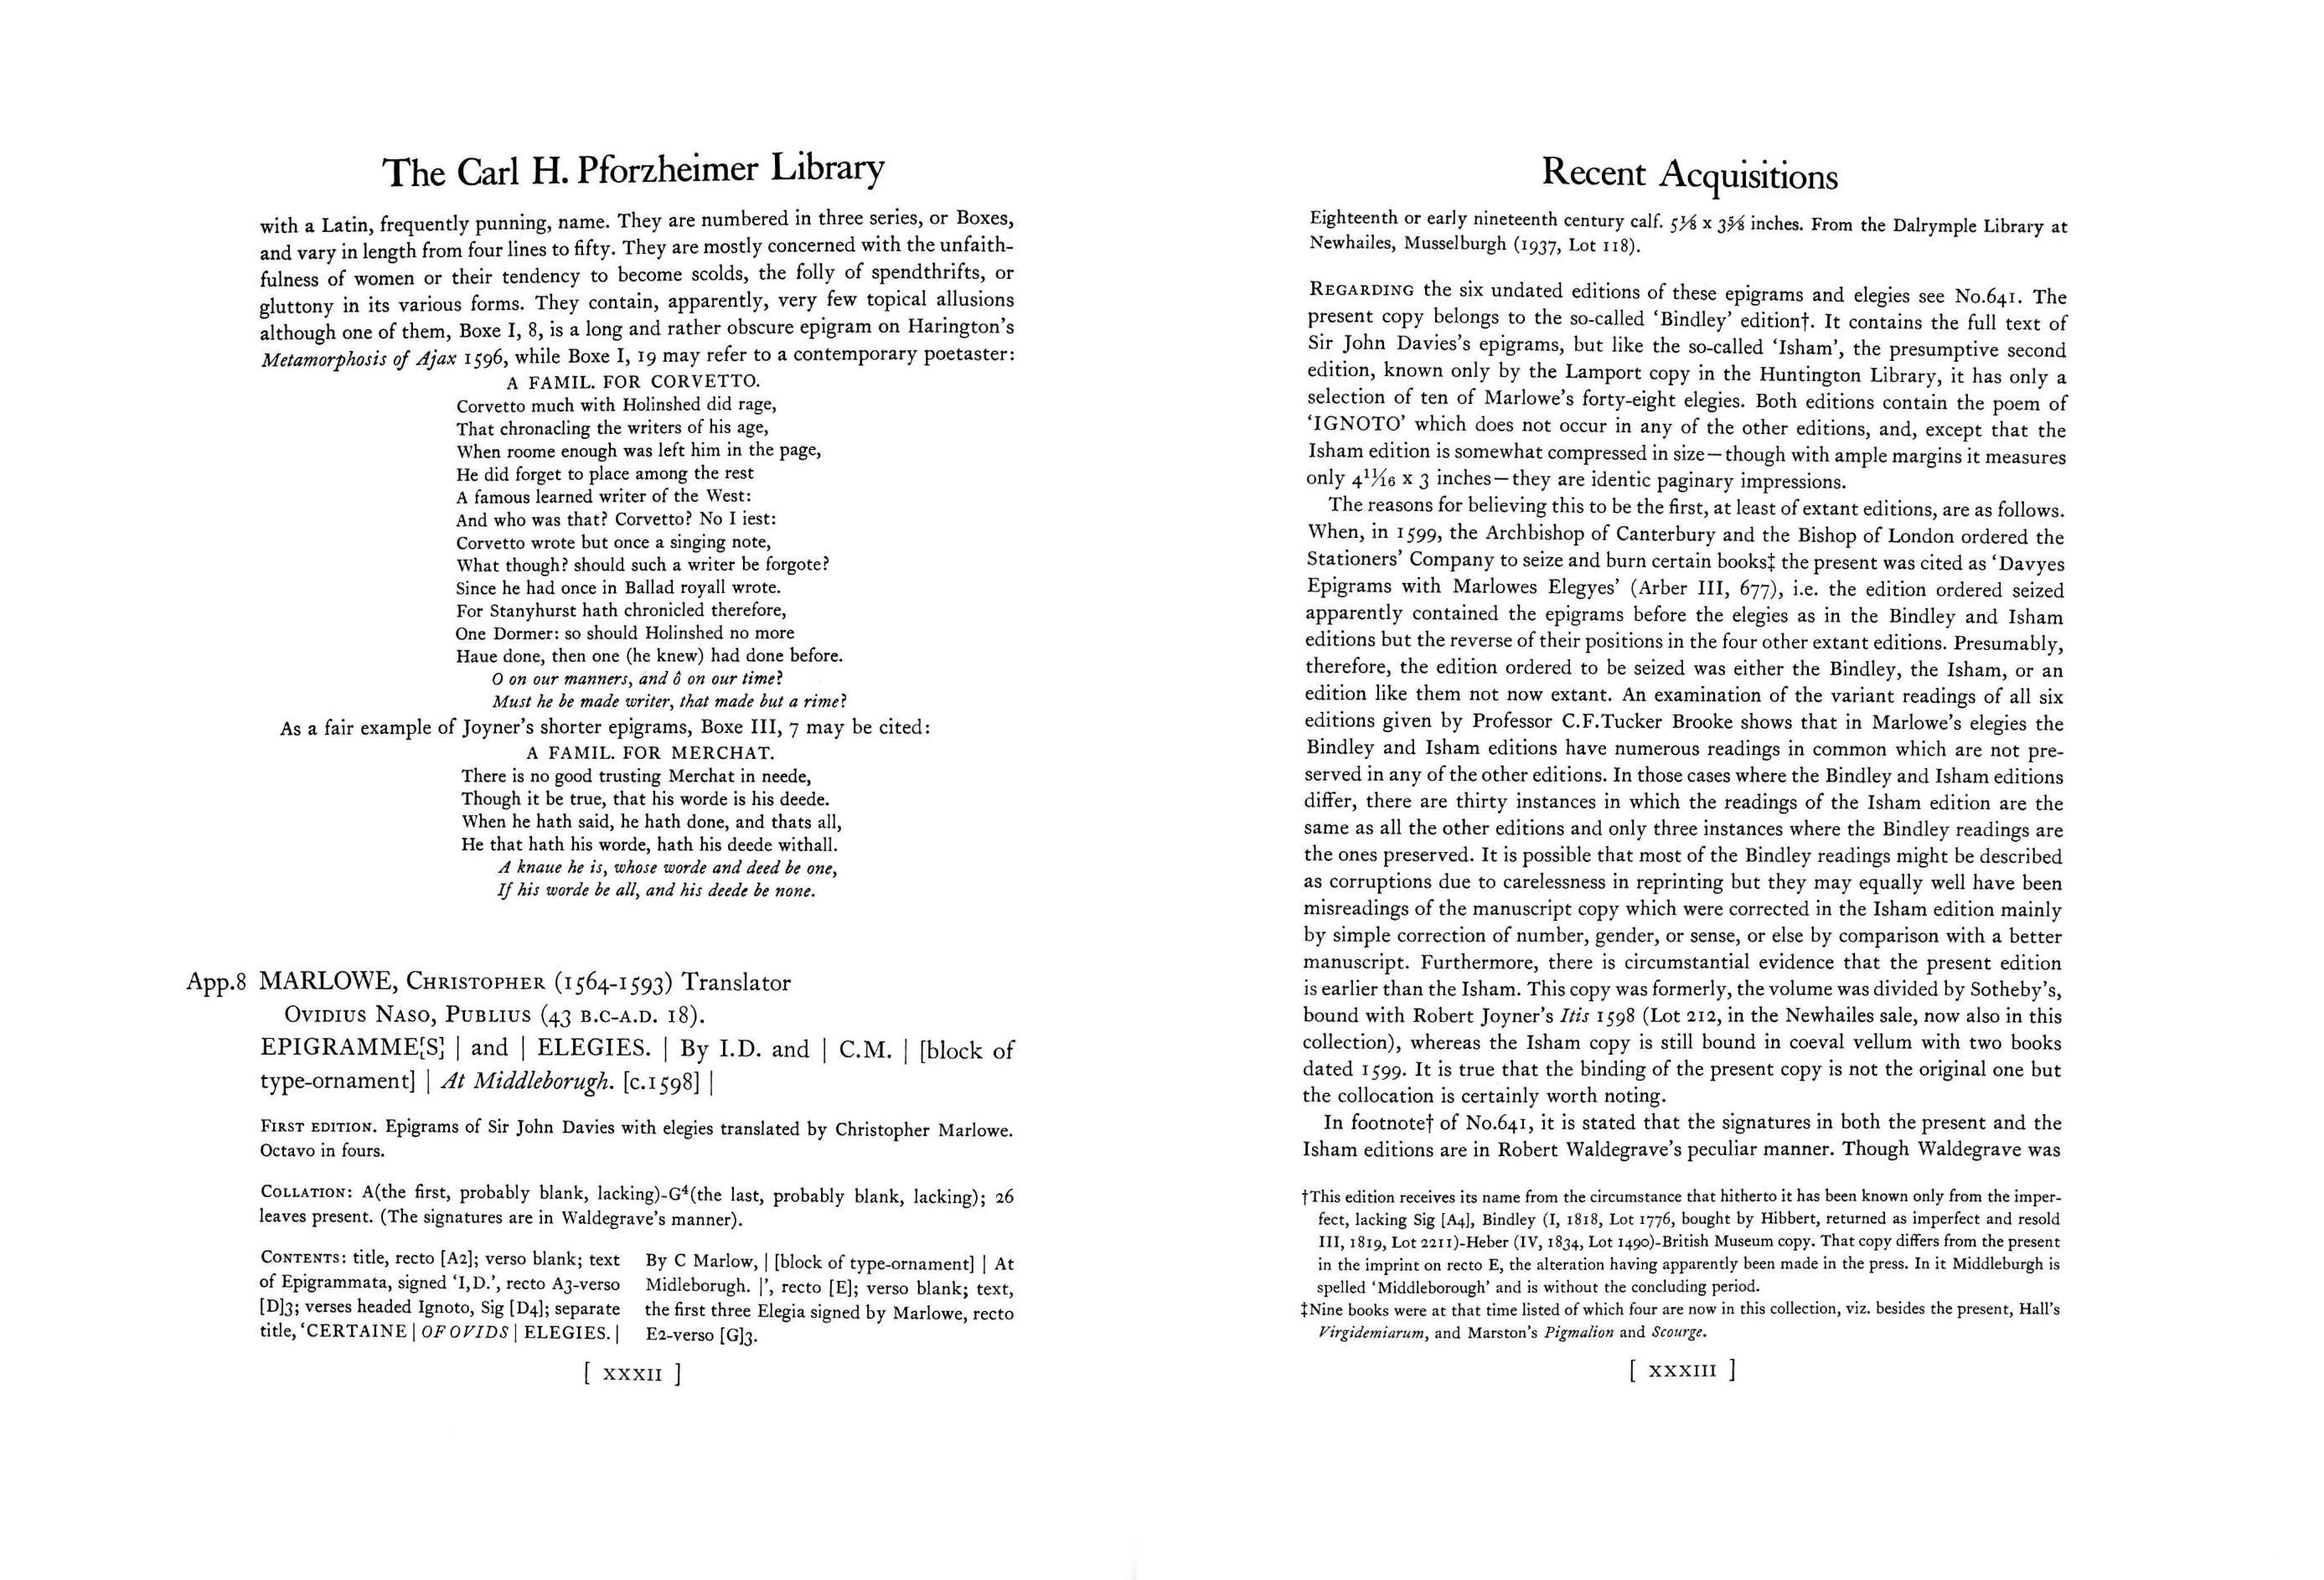 The Carl H. Pforzheimer Library
with a Latin, frequently punning, name. They are numbered in three series, or Boxes,
and vary in length from four lines to fifty. They are mostly concerned with the unfaith-
fulness of women or their tendency to become scolds, the folly of spendthrifts, or
gluttony in its various forms. They contain, apparently, very few topical allusions
although one of them, Boxe I, 8, is a long and rather obscure epigram on Harington's
Metamorphosis of Ajax 1596, while Boxe I, 19 may refer to a contemporary poetaster:
A FAMIL. FOR CORVETTO.
Corvetto much with Holinshed did rage,
That chronacling the writers of his age,
When roome enough was left him in the page,
He did forget to place among the rest
A famous learned writer of the West:
And who was that? Corvetto? No I iest:
Corvetto wrote but once a singing note,
What though? should such a writer be forgote?
Since he had once in Ballad royall wrote.
For Stanyhurst hath chronicled therefore,
One Dormer: so should Holinshed no more
Haue done, then one (he knew) had done before.
O on our manners, and ô on our time?
Must he be made writer, that made but a rime?
As a fair example of Joyner's shorter epigrams, Boxe III, 7 may be cited:
A FAMIL. FOR MERCHAT.
There is no good trusting Merchat in neede,
Though it be true, that his worde is his deede.
When he hath said, he hath done, and thats all,
He that hath his worde, hath his deede withall.
A knaue he is, whose worde and deed be one,
If his worde be all, and his deede be none.
App.8 MARLOWE, CHRISTOPHER (1564-1593) Translator
OVIDIUS NASO, PUBLIUS (43 B.C-A.D. 18).
EPIGRAMME[S] | and | ELEGIES. | By I.D. and | C.M. | [block of
type-ornament] | At Middleborugh. [c.1598] |
FIRST EDITION. Epigrams of Sir John Davies with elegies translated by Christopher Marlowe.
Octavo in fours.
COLLATION: A(the first, probably blank, lacking)-G⁴(the last, probably blank, lacking); 26
leaves present. (The signatures are in Waldegrave's manner).
CONTENTS: title, recto [A2]; verso blank; text
of Epigrammata, signed 'I,D.', recto A3-verso
[D]3; verses headed Ignoto, Sig [D4]; separate
title, 'CERTAINE | OF OVIDS | ELEGIES. |
By C Marlow, | [block of type-ornament] | At
Midleborugh. |', recto [E]; verso blank; text,
the first three Elegia signed by Marlowe, recto
E2-verso [G]3.
[ XXXII ]
Recent Acquisitions
Eighteenth or early nineteenth century calf. 5⅛ x 3⅝ inches. From the Dalrymple Library at
Newhailes, Musselburgh (1937, Lot 118).
REGARDING the six undated editions of these epigrams and elegies see No.641. The
present copy belongs to the so-called 'Bindley' edition†. It contains the full text of
Sir John Davies's epigrams, but like the so-called 'Isham', the presumptive second
edition, known only by the Lamport copy in the Huntington Library, it has only a
selection of ten of Marlowe's forty-eight elegies. Both editions contain the poem of
'IGNOTO' which does not occur in any of the other editions, and, except that the
Isham edition is somewhat compressed in size—though with ample margins it measures
only 4¹¹⁄₁₆ x 3 inches—they are identic paginary impressions.
The reasons for believing this to be the first, at least of extant editions, are as follows.
When, in 1599, the Archbishop of Canterbury and the Bishop of London ordered the
Stationers' Company to seize and burn certain books‡ the present was cited as 'Davyes
Epigrams with Marlowes Elegyes' (Arber III, 677), i.e. the edition ordered seized
apparently contained the epigrams before the elegies as in the Bindley and Isham
editions but the reverse of their positions in the four other extant editions. Presumably,
therefore, the edition ordered to be seized was either the Bindley, the Isham, or an
edition like them not now extant. An examination of the variant readings of all six
editions given by Professor C.F.Tucker Brooke shows that in Marlowe's elegies the
Bindley and Isham editions have numerous readings in common which are not pre-
served in any of the other editions. In those cases where the Bindley and Isham editions
differ, there are thirty instances in which the readings of the Isham edition are the
same as all the other editions and only three instances where the Bindley readings are
the ones preserved. It is possible that most of the Bindley readings might be described
as corruptions due to carelessness in reprinting but they may equally well have been
misreadings of the manuscript copy which were corrected in the Isham edition mainly
by simple correction of number, gender, or sense, or else by comparison with a better
manuscript. Furthermore, there is circumstantial evidence that the present edition
is earlier than the Isham. This copy was formerly, the volume was divided by Sotheby's,
bound with Robert Joyner's Itis 1598 (Lot 212, in the Newhailes sale, now also in this
collection), whereas the Isham copy is still bound in coeval vellum with two books
dated 1599. It is true that the binding of the present copy is not the original one but
the collocation is certainly worth noting.
In footnote† of No.641, it is stated that the signatures in both the present and the
Isham editions are in Robert Waldegrave's peculiar manner. Though Waldegrave was
†This edition receives its name from the circumstance that hitherto it has been known only from the imper-
fect, lacking Sig [A4], Bindley (I, 1818, Lot 1776, bought by Hibbert, returned as imperfect and resold
III, 1819, Lot 2211)-Heber (IV, 1834, Lot 1490)-British Museum copy. That copy differs from the present
in the imprint on recto E, the alteration having apparently been made in the press. In it Middleburgh is
spelled 'Middleborough' and is without the concluding period.
‡Nine books were at that time listed of which four are now in this collection, viz. besides the present, Hall's
Virgidemiarum, and Marston's Pigmalion and Scourge.
[ XXXIII ]